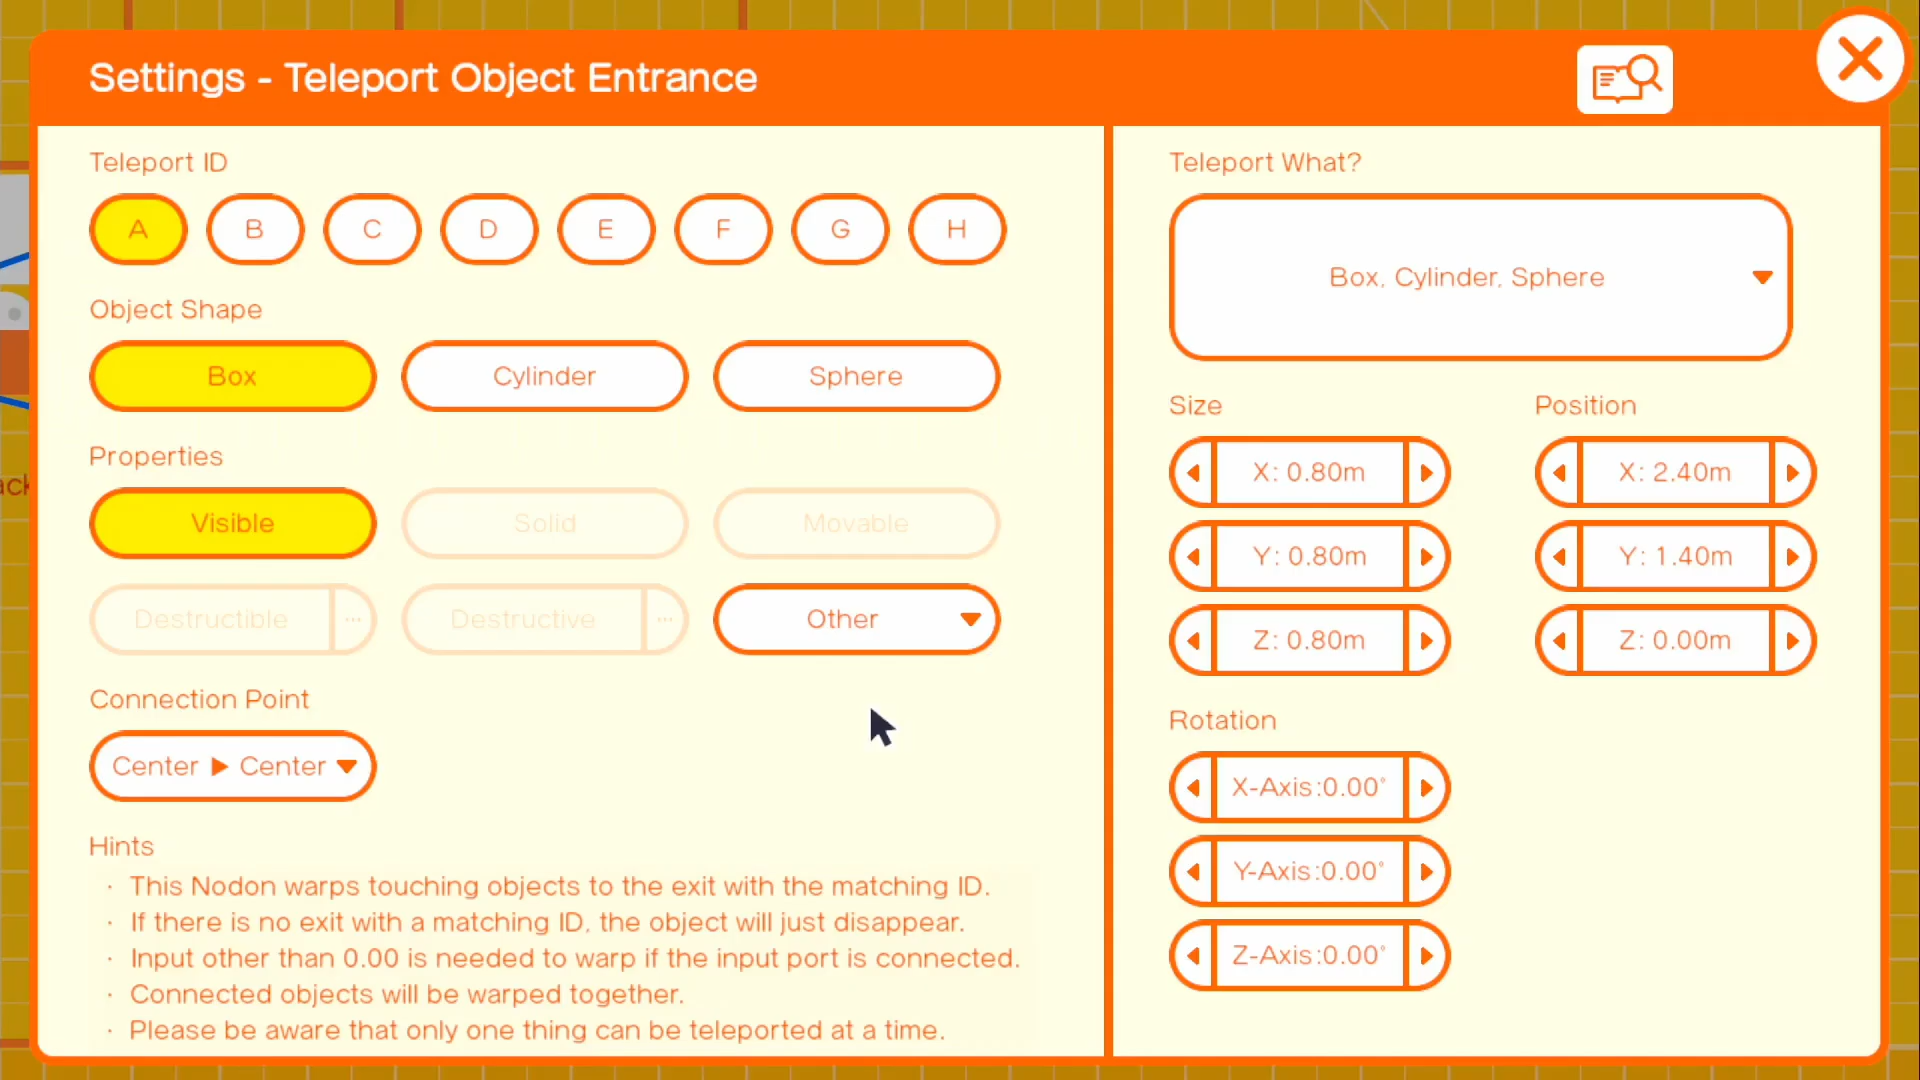 Settings - Teleport Object Entrance
Teleport ID
A B C D E F G H
Object Shape
Box Cylinder Sphere
Properties
Visible Solid Movable
Destructible ... Destructive ... Other
Connection Point
Center ▶ Center
Hints
· This Nodon warps touching objects to the exit with the matching ID.
· If there is no exit with a matching ID, the object will just disappear.
· Input other than 0.00 is needed to warp if the input port is connected.
· Connected objects will be warped together.
· Please be aware that only one thing can be teleported at a time.
Teleport What?
Box, Cylinder, Sphere
Size
X: 0.80m
Y: 0.80m
Z: 0.80m
Position
X: 2.40m
Y: 1.40m
Z: 0.00m
Rotation
X-Axis:0.00°
Y-Axis:0.00°
Z-Axis:0.00°